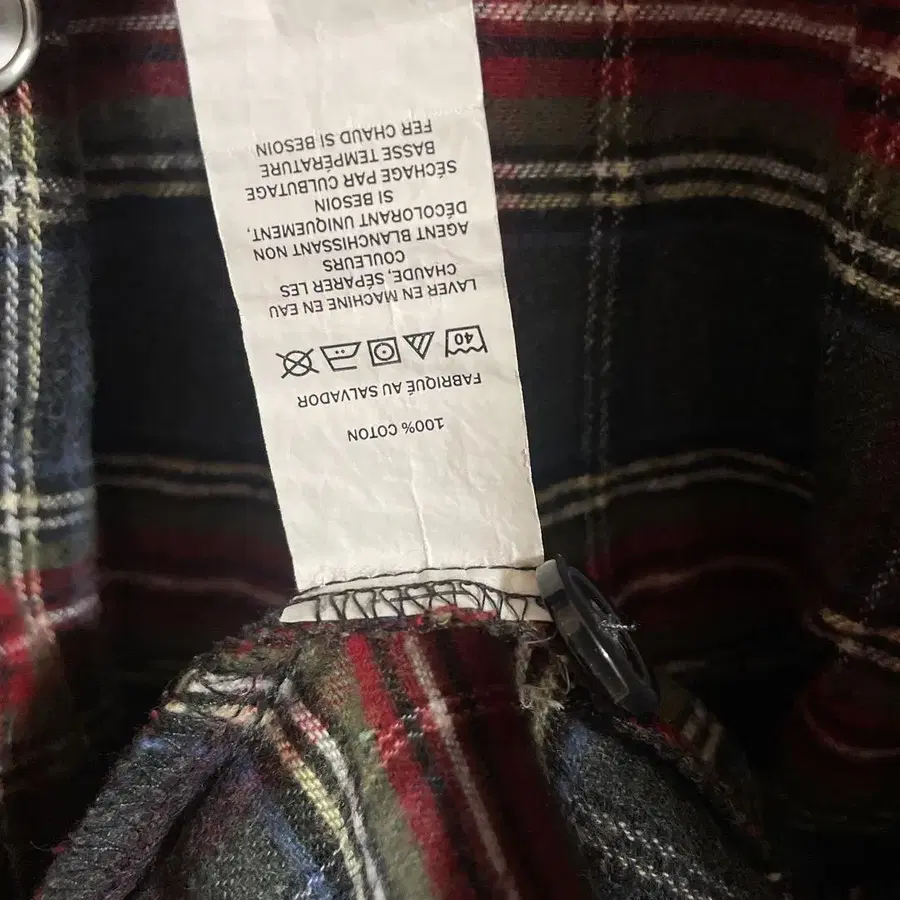 100% COTON
FABRIQUÉ AU SALVADOR
40
LAVER EN MACHINE EN EAU
CHAUDE, SÉPARER LES
COULEURS
AGENT BLANCHISSANT NON
DÉCOLORANT UNIQUEMENT,
SI BESOIN
SÉCHAGE PAR CULBUTAGE
BASSE TEMPÉRATURE
FER CHAUD SI BESOIN